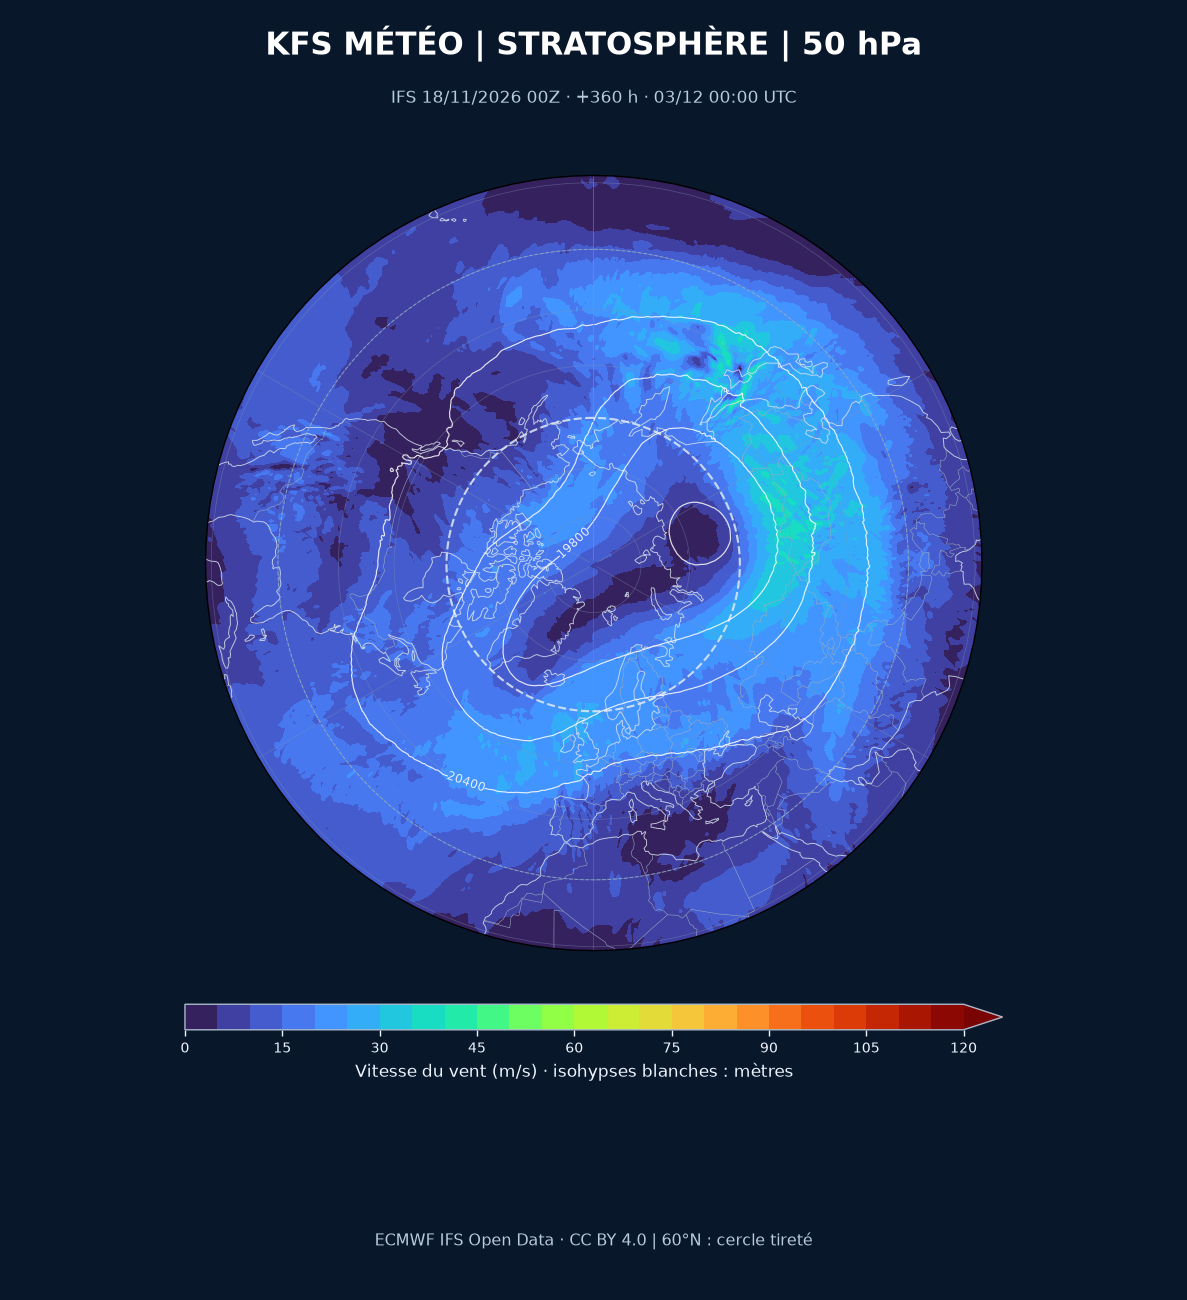 KFS MÉTÉO | STRATOSPHÈRE | 50 hPa
IFS 18/11/2026 00Z · +360 h · 03/12 00:00 UTC
19800
20400
0 15 30 45 60 75 90 105 120
Vitesse du vent (m/s) · isohypses blanches : mètres
ECMWF IFS Open Data · CC BY 4.0 | 60°N : cercle tireté